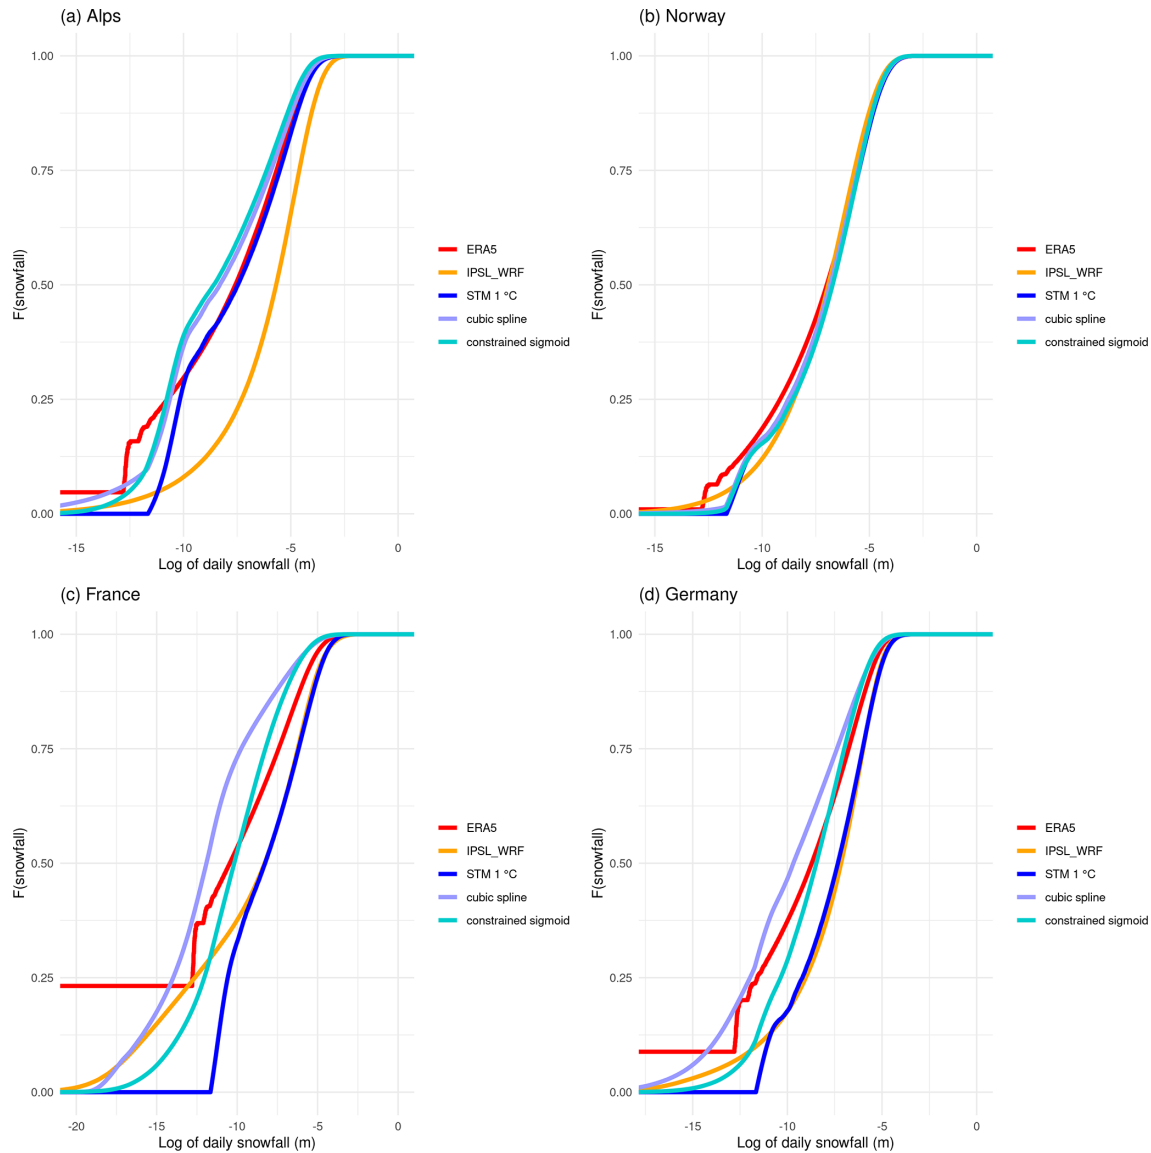 (a) Alps
1.00
0.75
0.50
0.25
0.00
F(snowfall)
-15
-10
-5
0
Log of daily snowfall (m)
ERA5
IPSL_WRF
STM 1 °C
cubic spline
constrained sigmoid
(b) Norway
1.00
0.75
0.50
0.25
0.00
F(snowfall)
-15
-10
-5
0
Log of daily snowfall (m)
ERA5
IPSL_WRF
STM 1 °C
cubic spline
constrained sigmoid
(c) France
1.00
0.75
0.50
0.25
0.00
F(snowfall)
-20
-15
-10
-5
0
Log of daily snowfall (m)
ERA5
IPSL_WRF
STM 1 °C
cubic spline
constrained sigmoid
(d) Germany
1.00
0.75
0.50
0.25
0.00
F(snowfall)
-15
-10
-5
0
Log of daily snowfall (m)
ERA5
IPSL_WRF
STM 1 °C
cubic spline
constrained sigmoid